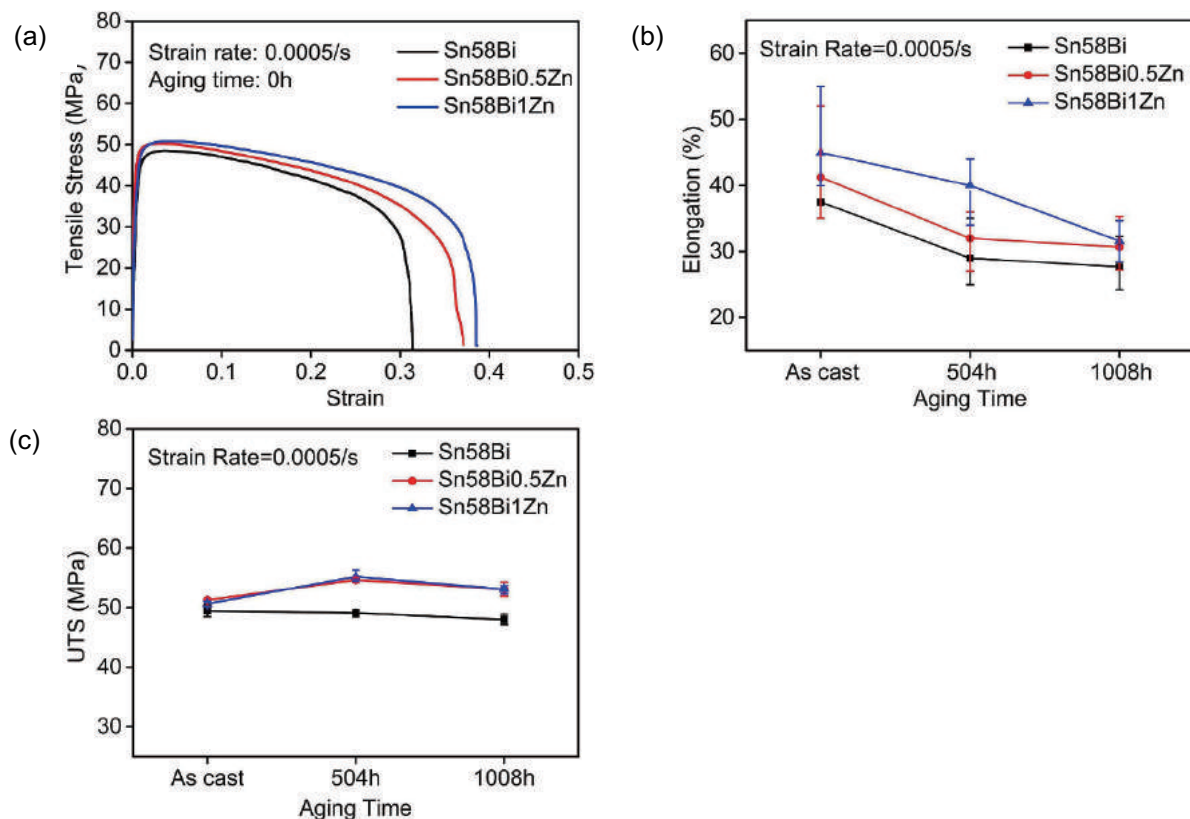 (a)
80
70
60
50
40
30
20
10
0
Tensile Stress (MPa,
Strain rate: 0.0005/s
Aging time: 0h
Sn58Bi
Sn58Bi0.5Zn
Sn58Bi1Zn
0.0 0.1 0.2 0.3 0.4 0.5
Strain
(b)
60
50
40
30
20
Elongation (%)
Strain Rate=0.0005/s
Sn58Bi
Sn58Bi0.5Zn
Sn58Bi1Zn
As cast 504h 1008h
Aging Time
(c)
80
70
60
50
40
30
UTS (MPa)
Strain Rate=0.0005/s
Sn58Bi
Sn58Bi0.5Zn
Sn58Bi1Zn
As cast 504h 1008h
Aging Time